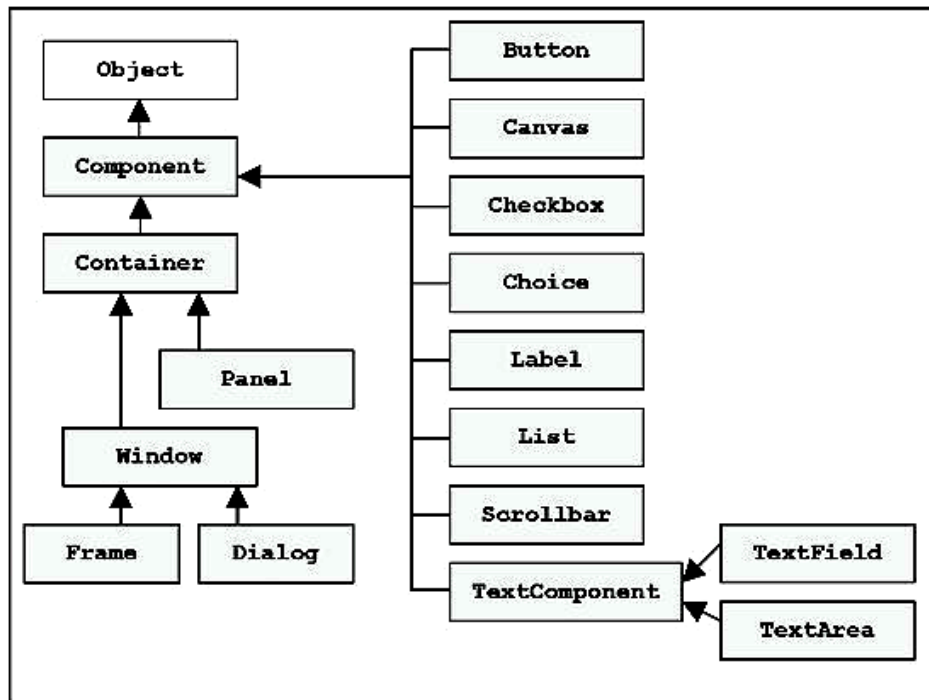 Object
Component
Container
Panel
Window
Frame
Dialog
Button
Canvas
Checkbox
Choice
Label
List
Scrollbar
TextComponent
TextField
TextArea